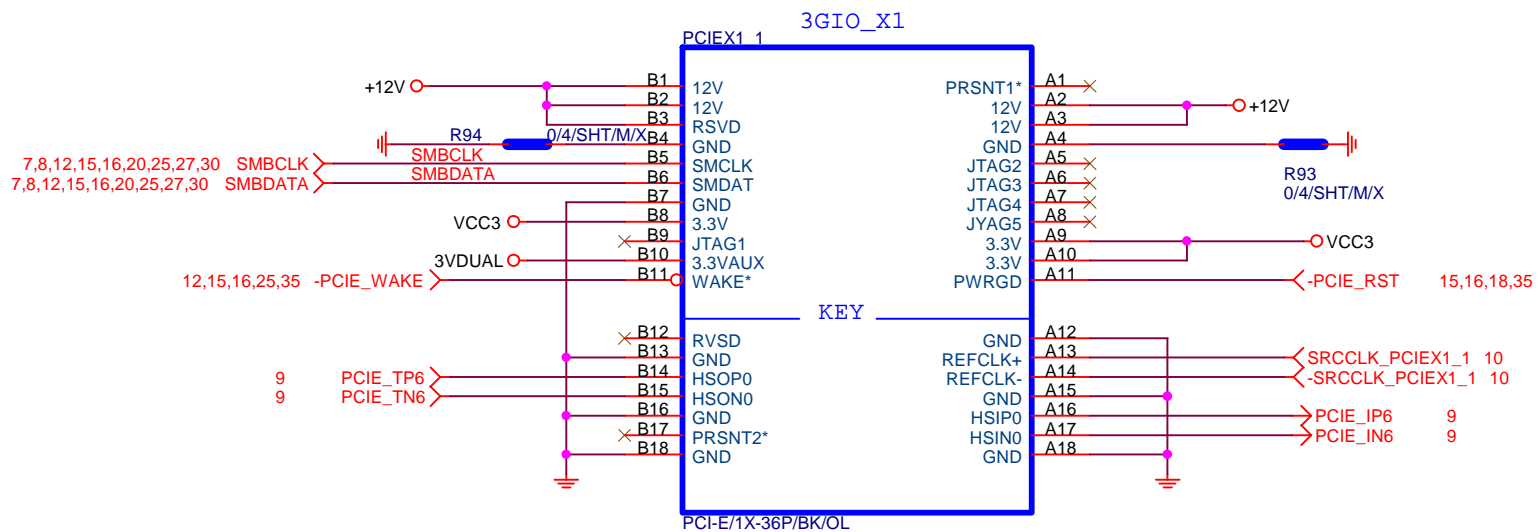 3GIO_X1
PCIEX1_1
+12V B1 12V PRSNT1* A1
B2 12V 12V A2 +12V
B3 RSVD 12V A3
R94 0/4/SHT/M/X B4 GND GND A4
7,8,12,15,16,20,25,27,30 SMBCLK SMBCLK B5 SMCLK JTAG2 A5
7,8,12,15,16,20,25,27,30 SMBDATA SMBDATA B6 SMDAT JTAG3 A6 R93
B7 GND JTAG4 A7 0/4/SHT/M/X
VCC3 B8 3.3V JYAG5 A8
B9 JTAG1 3.3V A9 VCC3
3VDUAL B10 3.3VAUX 3.3V A10
12,15,16,25,35 -PCIE_WAKE B11 WAKE* PWRGD A11 -PCIE_RST 15,16,18,35
KEY
B12 RVSD GND A12
B13 GND REFCLK+ A13 SRCCLK_PCIEX1_1 10
9 PCIE_TP6 B14 HSOP0 REFCLK- A14 -SRCCLK_PCIEX1_1 10
9 PCIE_TN6 B15 HSON0 GND A15
B16 GND HSIP0 A16 PCIE_IP6 9
B17 PRSNT2* HSIN0 A17 PCIE_IN6 9
B18 GND GND A18
PCI-E/1X-36P/BK/OL